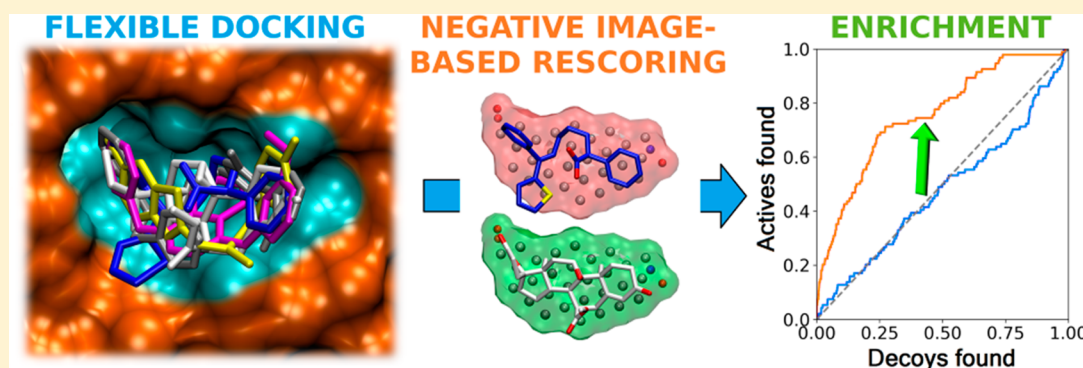 FLEXIBLE DOCKING
NEGATIVE IMAGE-
BASED RESCORING
ENRICHMENT
Actives found
1.0
0.8
0.6
0.4
0.2
0.0
0.00
0.25
0.50
0.75
1.00
Decoys found